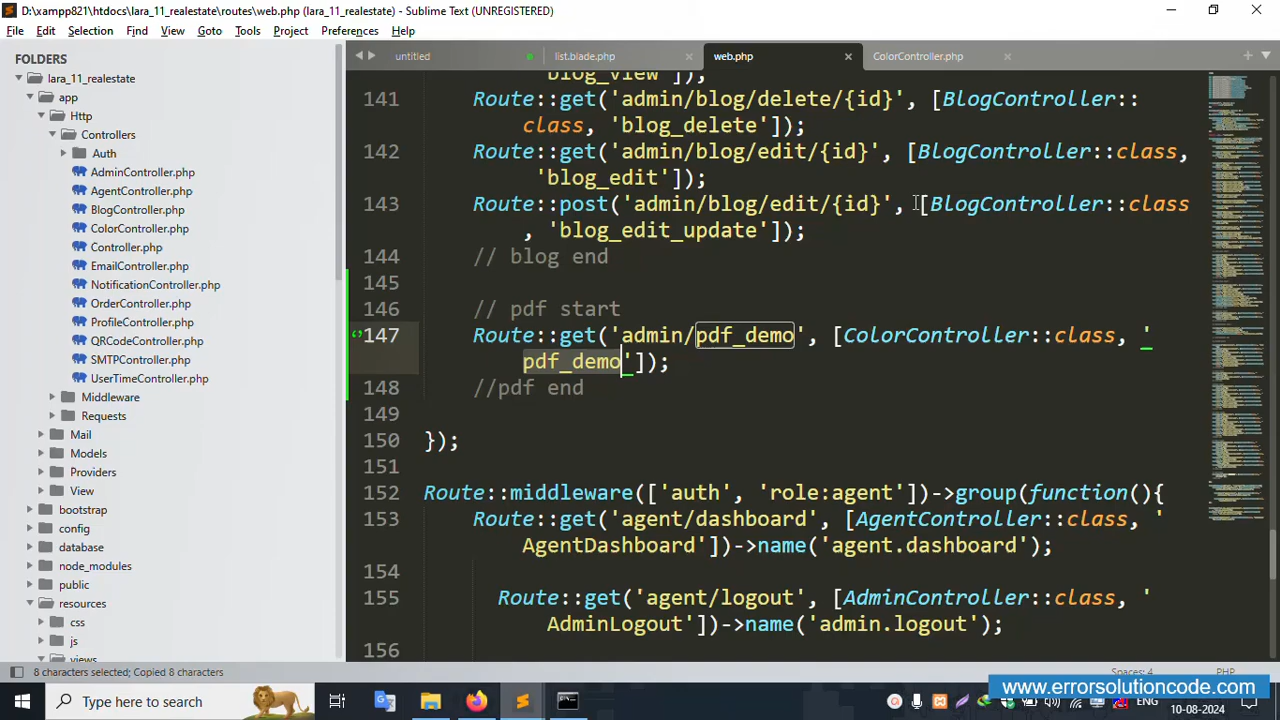 D:\xampp821\htdocs\lara_11_realestate\routes\web.php (lara_11_realestate) - Sublime Text (UNREGISTERED)
File Edit Selection Find View Goto Tools Project Preferences Help
FOLDERS
lara_11_realestate
app
Http
Controllers
Auth
AdminController.php
AgentController.php
BlogController.php
ColorController.php
Controller.php
EmailController.php
NotificationController.php
OrderController.php
ProfileController.php
QRCodeController.php
SMTPController.php
UserTimeController.php
Middleware
Requests
Mail
Models
Providers
View
bootstrap
config
database
node_modules
public
resources
css
js
views
untitled list.blade.php web.php ColorController.php
blog_view']);
141 Route::get('admin/blog/delete/{id}', [BlogController::
class, 'blog_delete']);
142 Route::get('admin/blog/edit/{id}', [BlogController::class,
'blog_edit']);
143 Route::post('admin/blog/edit/{id}', [BlogController::class
, 'blog_edit_update']);
144 // blog end
145
146 // pdf start
147 Route::get('admin/pdf_demo', [ColorController::class, '
pdf_demo']);
148 //pdf end
149
150 });
151
152 Route::middleware(['auth', 'role:agent'])->group(function(){
153 Route::get('agent/dashboard', [AgentController::class, '
AgentDashboard'])->name('agent.dashboard');
154
155 Route::get('agent/logout', [AdminController::class, '
AdminLogout'])->name('admin.logout');
156
8 characters selected; Copied 8 characters
Spaces: 4 PHP
Type here to search
ENG
10-08-2024
www.errorsolutioncode.com